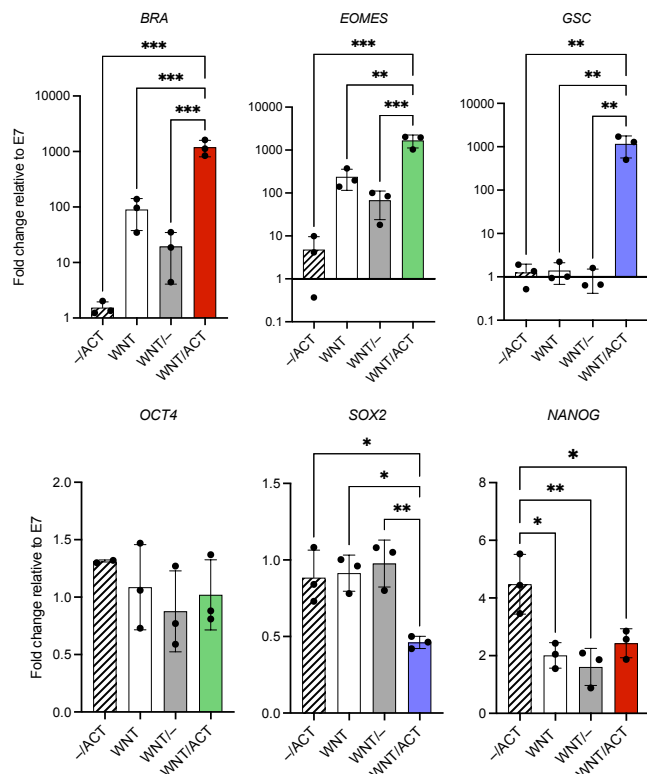 BRA
EOMES
GSC
Fold change relative to E7
10000
1000
100
10
1
***
***
***
–/ACT
WNT
WNT/–
WNT/ACT
100000
10000
1000
100
10
1
0.1
***
**
***
–/ACT
WNT
WNT/–
WNT/ACT
10000
1000
100
10
1
0.1
**
**
**
–/ACT
WNT
WNT/–
WNT/ACT
OCT4
SOX2
NANOG
Fold change relative to E7
2.0
1.5
1.0
0.5
0.0
–/ACT
WNT
WNT/–
WNT/ACT
1.5
1.0
0.5
0.0
*
*
**
–/ACT
WNT
WNT/–
WNT/ACT
6
4
2
0
*
**
*
–/ACT
WNT
WNT/–
WNT/ACT